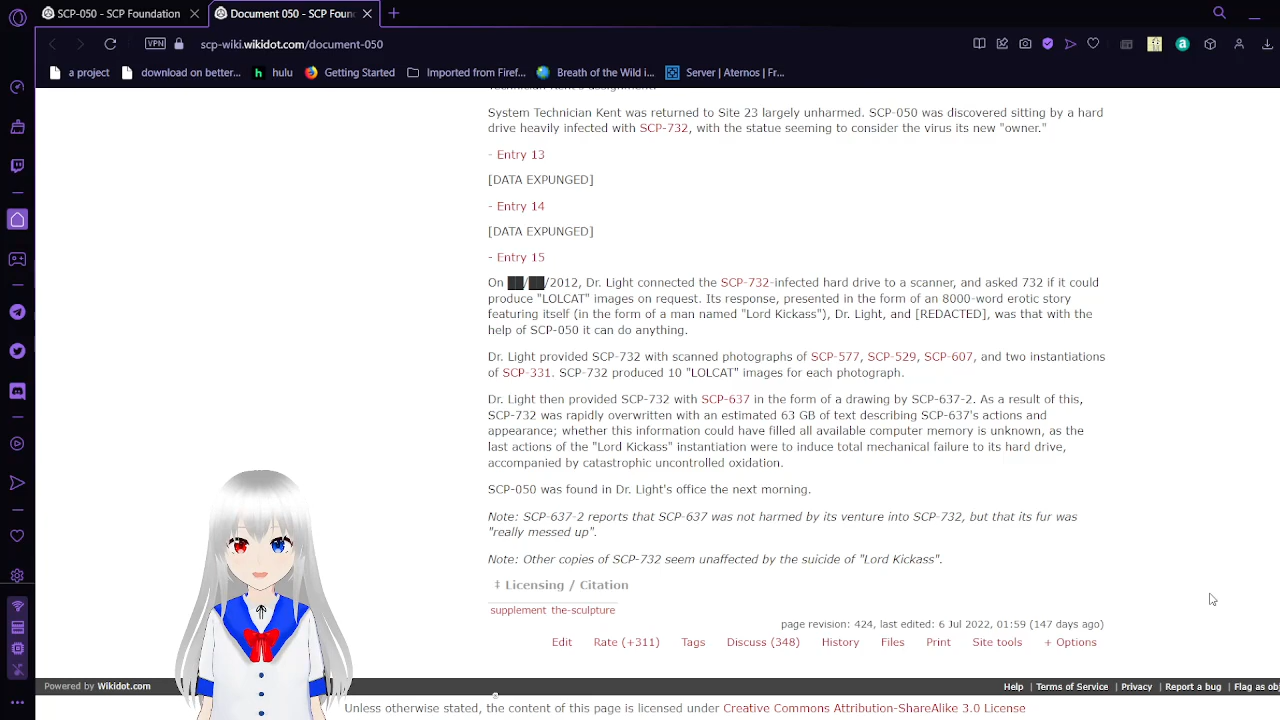 SCP-050 - SCP Foundation
Document 050 - SCP Foun
VPN
scp-wiki.wikidot.com/document-050
a project
download on better...
hulu
Getting Started
Imported from Firef...
Breath of the Wild i...
Server | Aternos | Fr...
Technician Kent's assignment.
System Technician Kent was returned to Site 23 largely unharmed. SCP-050 was discovered sitting by a hard
drive heavily infected with SCP-732, with the statue seeming to consider the virus its new "owner."
- Entry 13
[DATA EXPUNGED]
- Entry 14
[DATA EXPUNGED]
- Entry 15
On ██/██/2012, Dr. Light connected the SCP-732-infected hard drive to a scanner, and asked 732 if it could
produce "LOLCAT" images on request. Its response, presented in the form of an 8000-word erotic story
featuring itself (in the form of a man named "Lord Kickass"), Dr. Light, and [REDACTED], was that with the
help of SCP-050 it can do anything.
Dr. Light provided SCP-732 with scanned photographs of SCP-577, SCP-529, SCP-607, and two instantiations
of SCP-331. SCP-732 produced 10 "LOLCAT" images for each photograph.
Dr. Light then provided SCP-732 with SCP-637 in the form of a drawing by SCP-637-2. As a result of this,
SCP-732 was rapidly overwritten with an estimated 63 GB of text describing SCP-637's actions and
appearance; whether this information could have filled all available computer memory is unknown, as the
last actions of the "Lord Kickass" instantiation were to induce total mechanical failure to its hard drive,
accompanied by catastrophic uncontrolled oxidation.
SCP-050 was found in Dr. Light's office the next morning.
Note: SCP-637-2 reports that SCP-637 was not harmed by its venture into SCP-732, but that its fur was
"really messed up".
Note: Other copies of SCP-732 seem unaffected by the suicide of "Lord Kickass".
‡ Licensing / Citation
supplement the-sculpture
page revision: 424, last edited: 6 Jul 2022, 01:59 (147 days ago)
Edit Rate (+311) Tags Discuss (348) History Files Print Site tools + Options
Powered by Wikidot.com
Help | Terms of Service | Privacy | Report a bug | Flag as obj
Unless otherwise stated, the content of this page is licensed under Creative Commons Attribution-ShareAlike 3.0 License